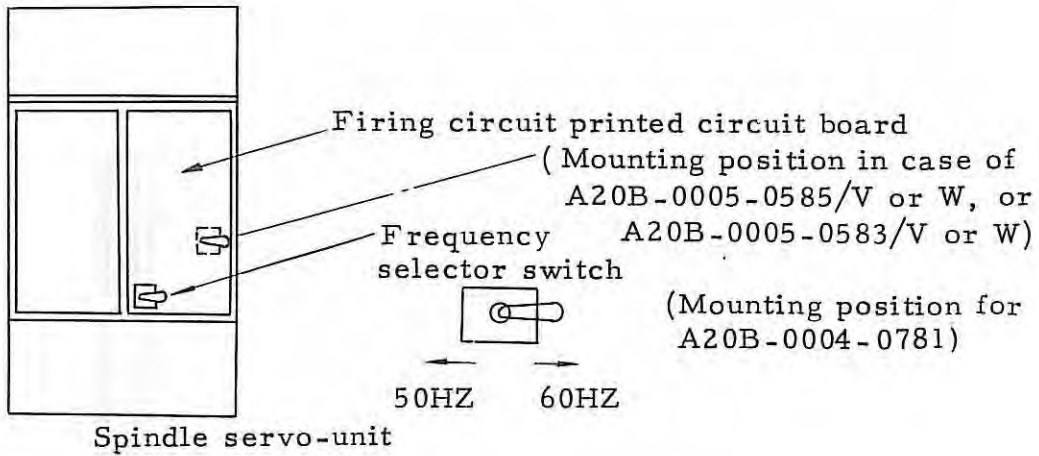 Firing circuit printed circuit board
( Mounting position in case of
A20B-0005-0585/V or W, or
A20B-0005-0583/V or W)
Frequency
selector switch
(Mounting position for
A20B-0004-0781)
50HZ 60HZ
Spindle servo-unit